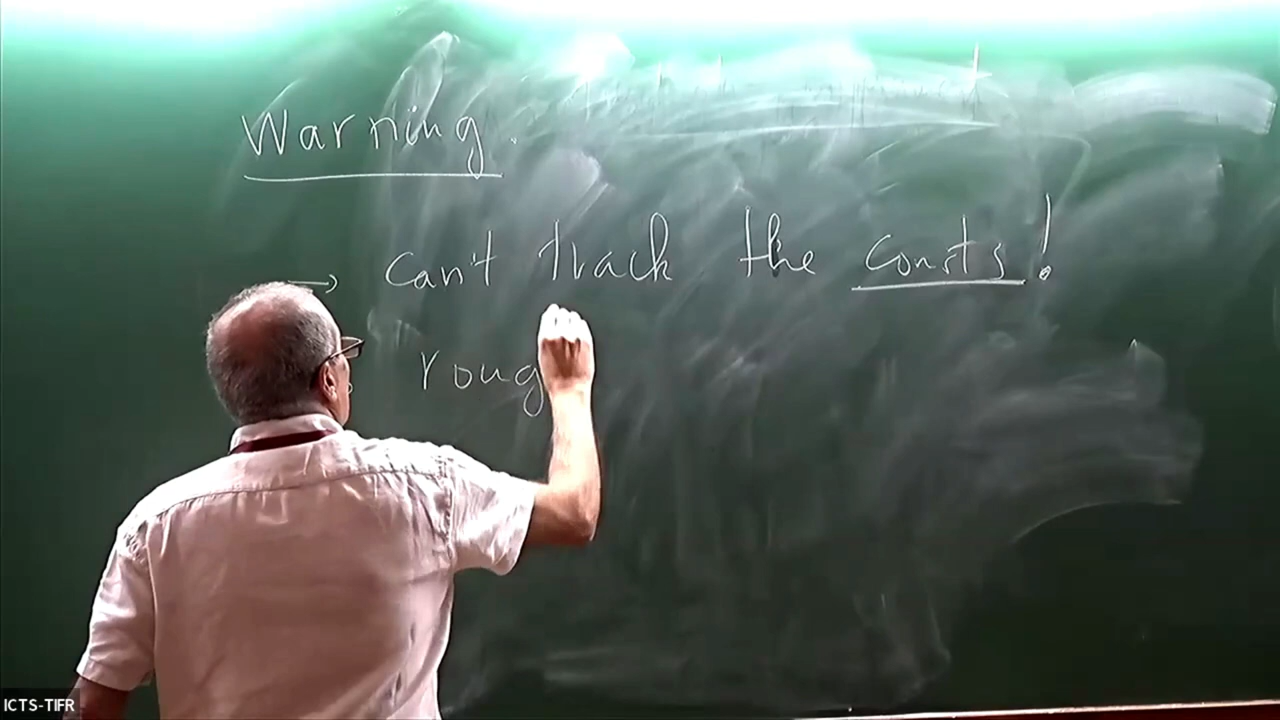 Warning.
→ can't track the consts!
roug
ICTS-TIFR